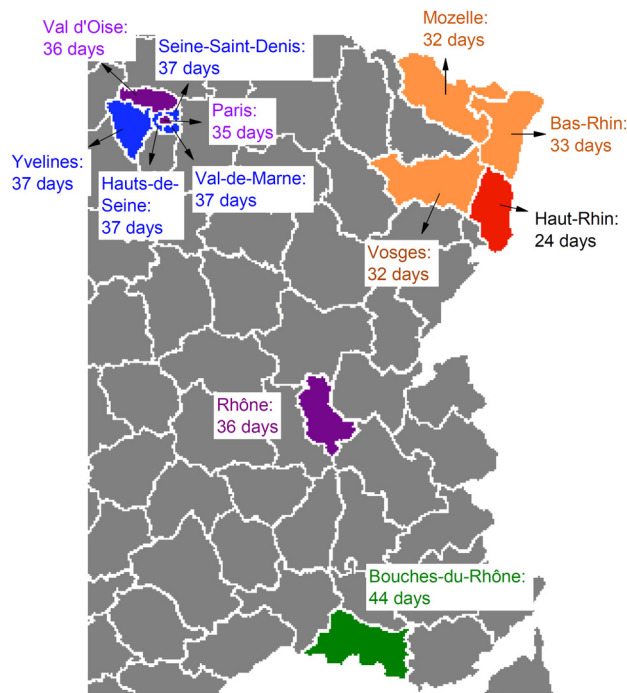 Val d'Oise:
36 days
Seine-Saint-Denis:
37 days
Mozelle:
32 days
Paris:
35 days
Bas-Rhin:
33 days
Yvelines:
37 days
Hauts-de-
Seine:
37 days
Val-de-Marne:
37 days
Haut-Rhin:
24 days
Vosges:
32 days
Rhône:
36 days
Bouches-du-Rhône:
44 days